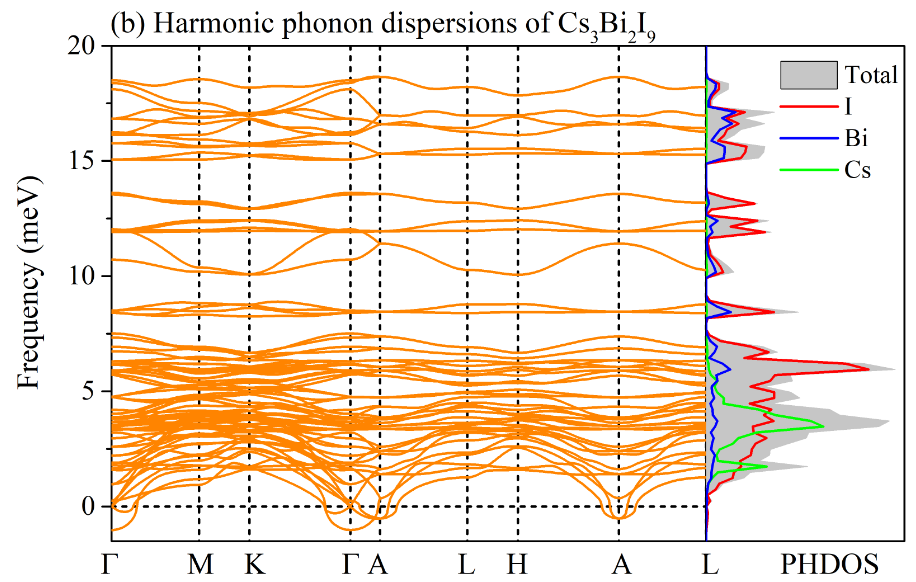 (b) Harmonic phonon dispersions of Cs₃Bi₂I₉
20
15
10
5
0
Frequency (meV)
Total
I
Bi
Cs
Γ M K Γ A L H A L PHDOS